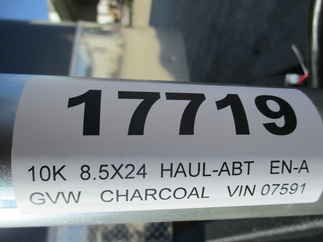 17719
10K 8.5X24 HAUL-ABT EN-A
GVW CHARCOAL VIN 07591